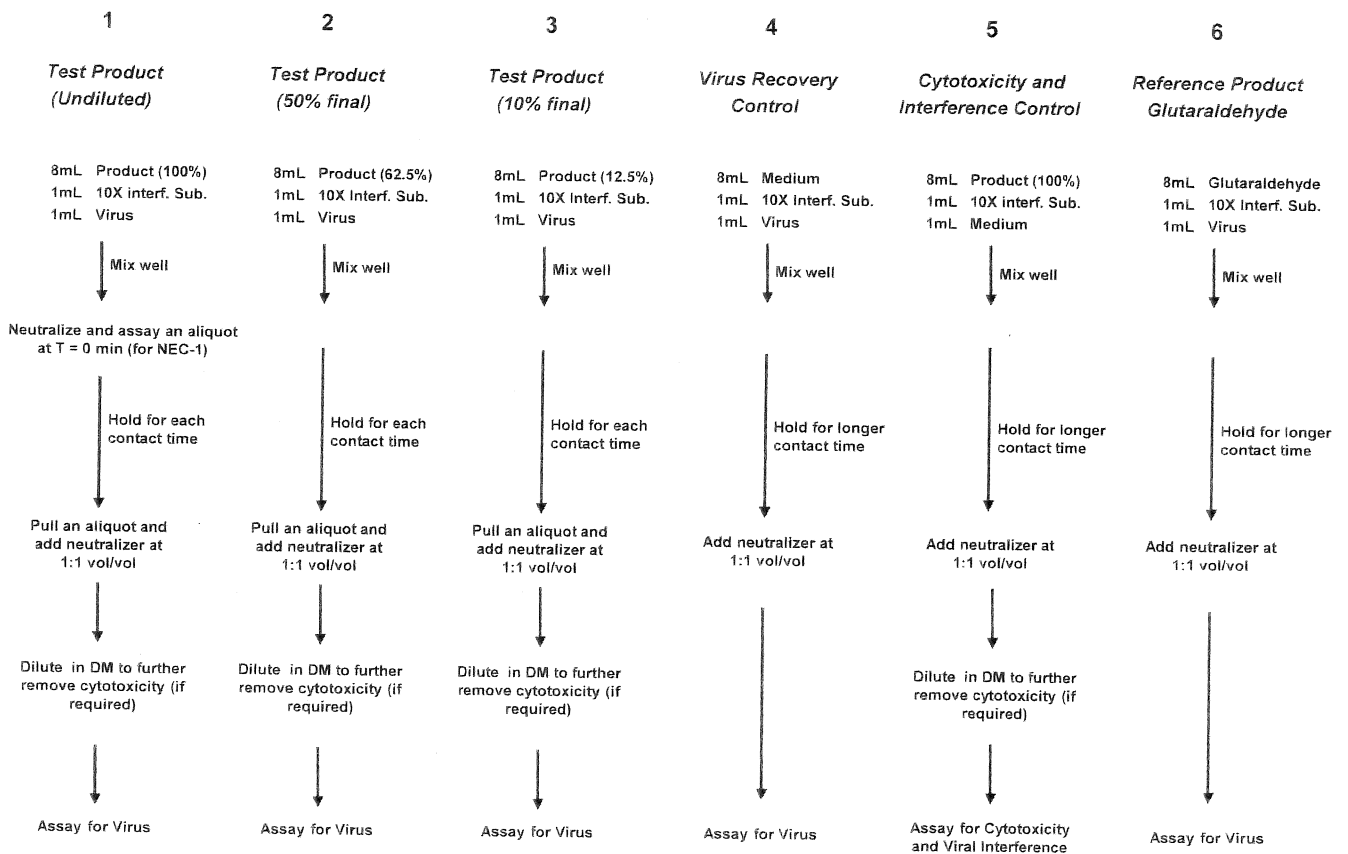 1
Test Product
(Undiluted)
8mL Product (100%)
1mL 10X interf. Sub.
1mL Virus
Mix well
Neutralize and assay an aliquot
at T = 0 min (for NEC-1)
Hold for each
contact time
Pull an aliquot and
add neutralizer at
1:1 vol/vol
Dilute in DM to further
remove cytotoxicity (if
required)
Assay for Virus
2
Test Product
(50% final)
8mL Product (62.5%)
1mL 10X Interf. Sub.
1mL Virus
Mix well
Hold for each
contact time
Pull an aliquot and
add neutralizer at
1:1 vol/vol
Dilute in DM to further
remove cytotoxicity (if
required)
Assay for Virus
3
Test Product
(10% final)
8mL Product (12.5%)
1mL 10X Interf. Sub.
1mL Virus
Mix well
Hold for each
contact time
Pull an aliquot and
add neutralizer at
1:1 vol/vol
Dilute in DM to further
remove cytotoxicity (if
required)
Assay for Virus
4
Virus Recovery
Control
8mL Medium
1mL 10X Interf. Sub.
1mL Virus
Mix well
Hold for longer
contact time
Add neutralizer at
1:1 vol/vol
Assay for Virus
5
Cytotoxicity and
Interference Control
8mL Product (100%)
1mL 10X interf. Sub.
1mL Medium
Mix well
Hold for longer
contact time
Add neutralizer at
1:1 vol/vol
Dilute in DM to further
remove cytotoxicity (if
required)
Assay for Cytotoxicity
and Viral Interference
6
Reference Product
Glutaraldehyde
8mL Glutaraldehyde
1mL 10X Interf. Sub.
1mL Virus
Mix well
Hold for longer
contact time
Add neutralizer at
1:1 vol/vol
Assay for Virus